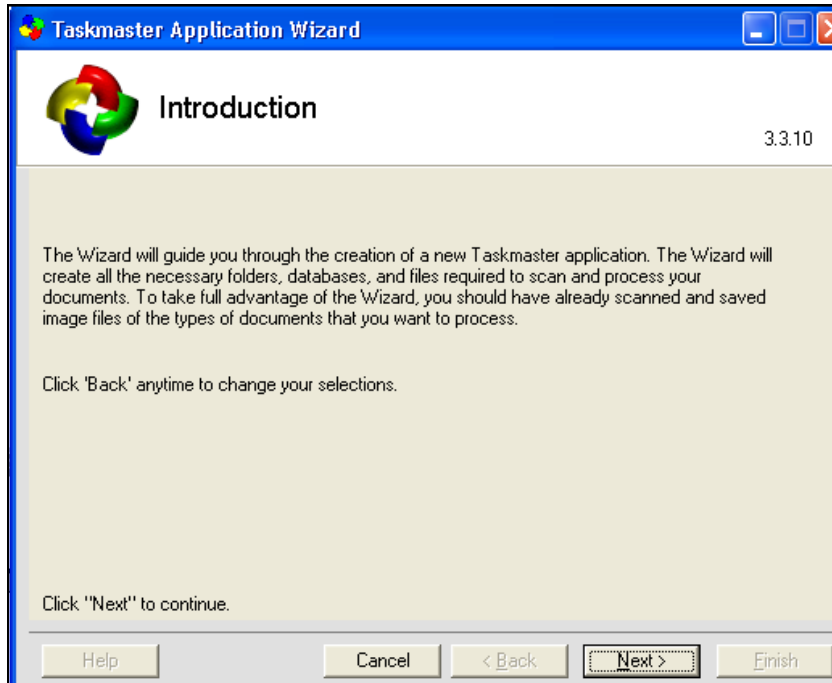 Taskmaster Application Wizard
Introduction
3.3.10
The Wizard will guide you through the creation of a new Taskmaster application. The Wizard will
create all the necessary folders, databases, and files required to scan and process your
documents. To take full advantage of the Wizard, you should have already scanned and saved
image files of the types of documents that you want to process.
Click 'Back' anytime to change your selections.
Click "Next" to continue.
Help Cancel < Back Next > Finish